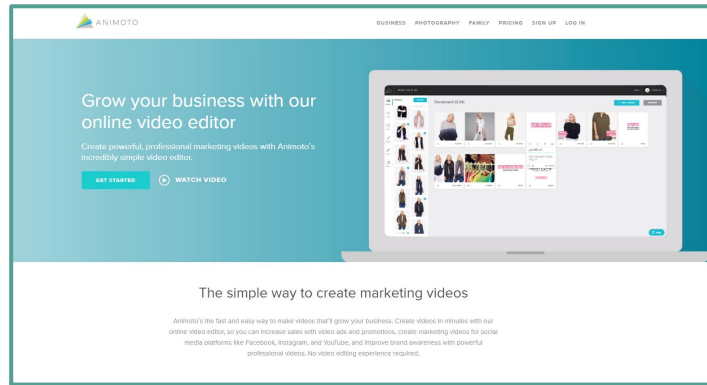 ANIMOTO
BUSINESS PHOTOGRAPHY FAMILY PRICING SIGN UP LOG IN
Grow your business with our
online video editor
Create powerful, professional marketing videos with Animoto's
incredibly simple video editor.
GET STARTED WATCH VIDEO
The simple way to create marketing videos
Animoto's the fast and easy way to make videos that'll grow your business. Create videos in minutes with our
online video editor, so you can increase sales with video ads and promotions, create marketing videos for social
media platforms like Facebook, Instagram, and YouTube, and improve brand awareness with powerful
professional videos. No video editing experience required.